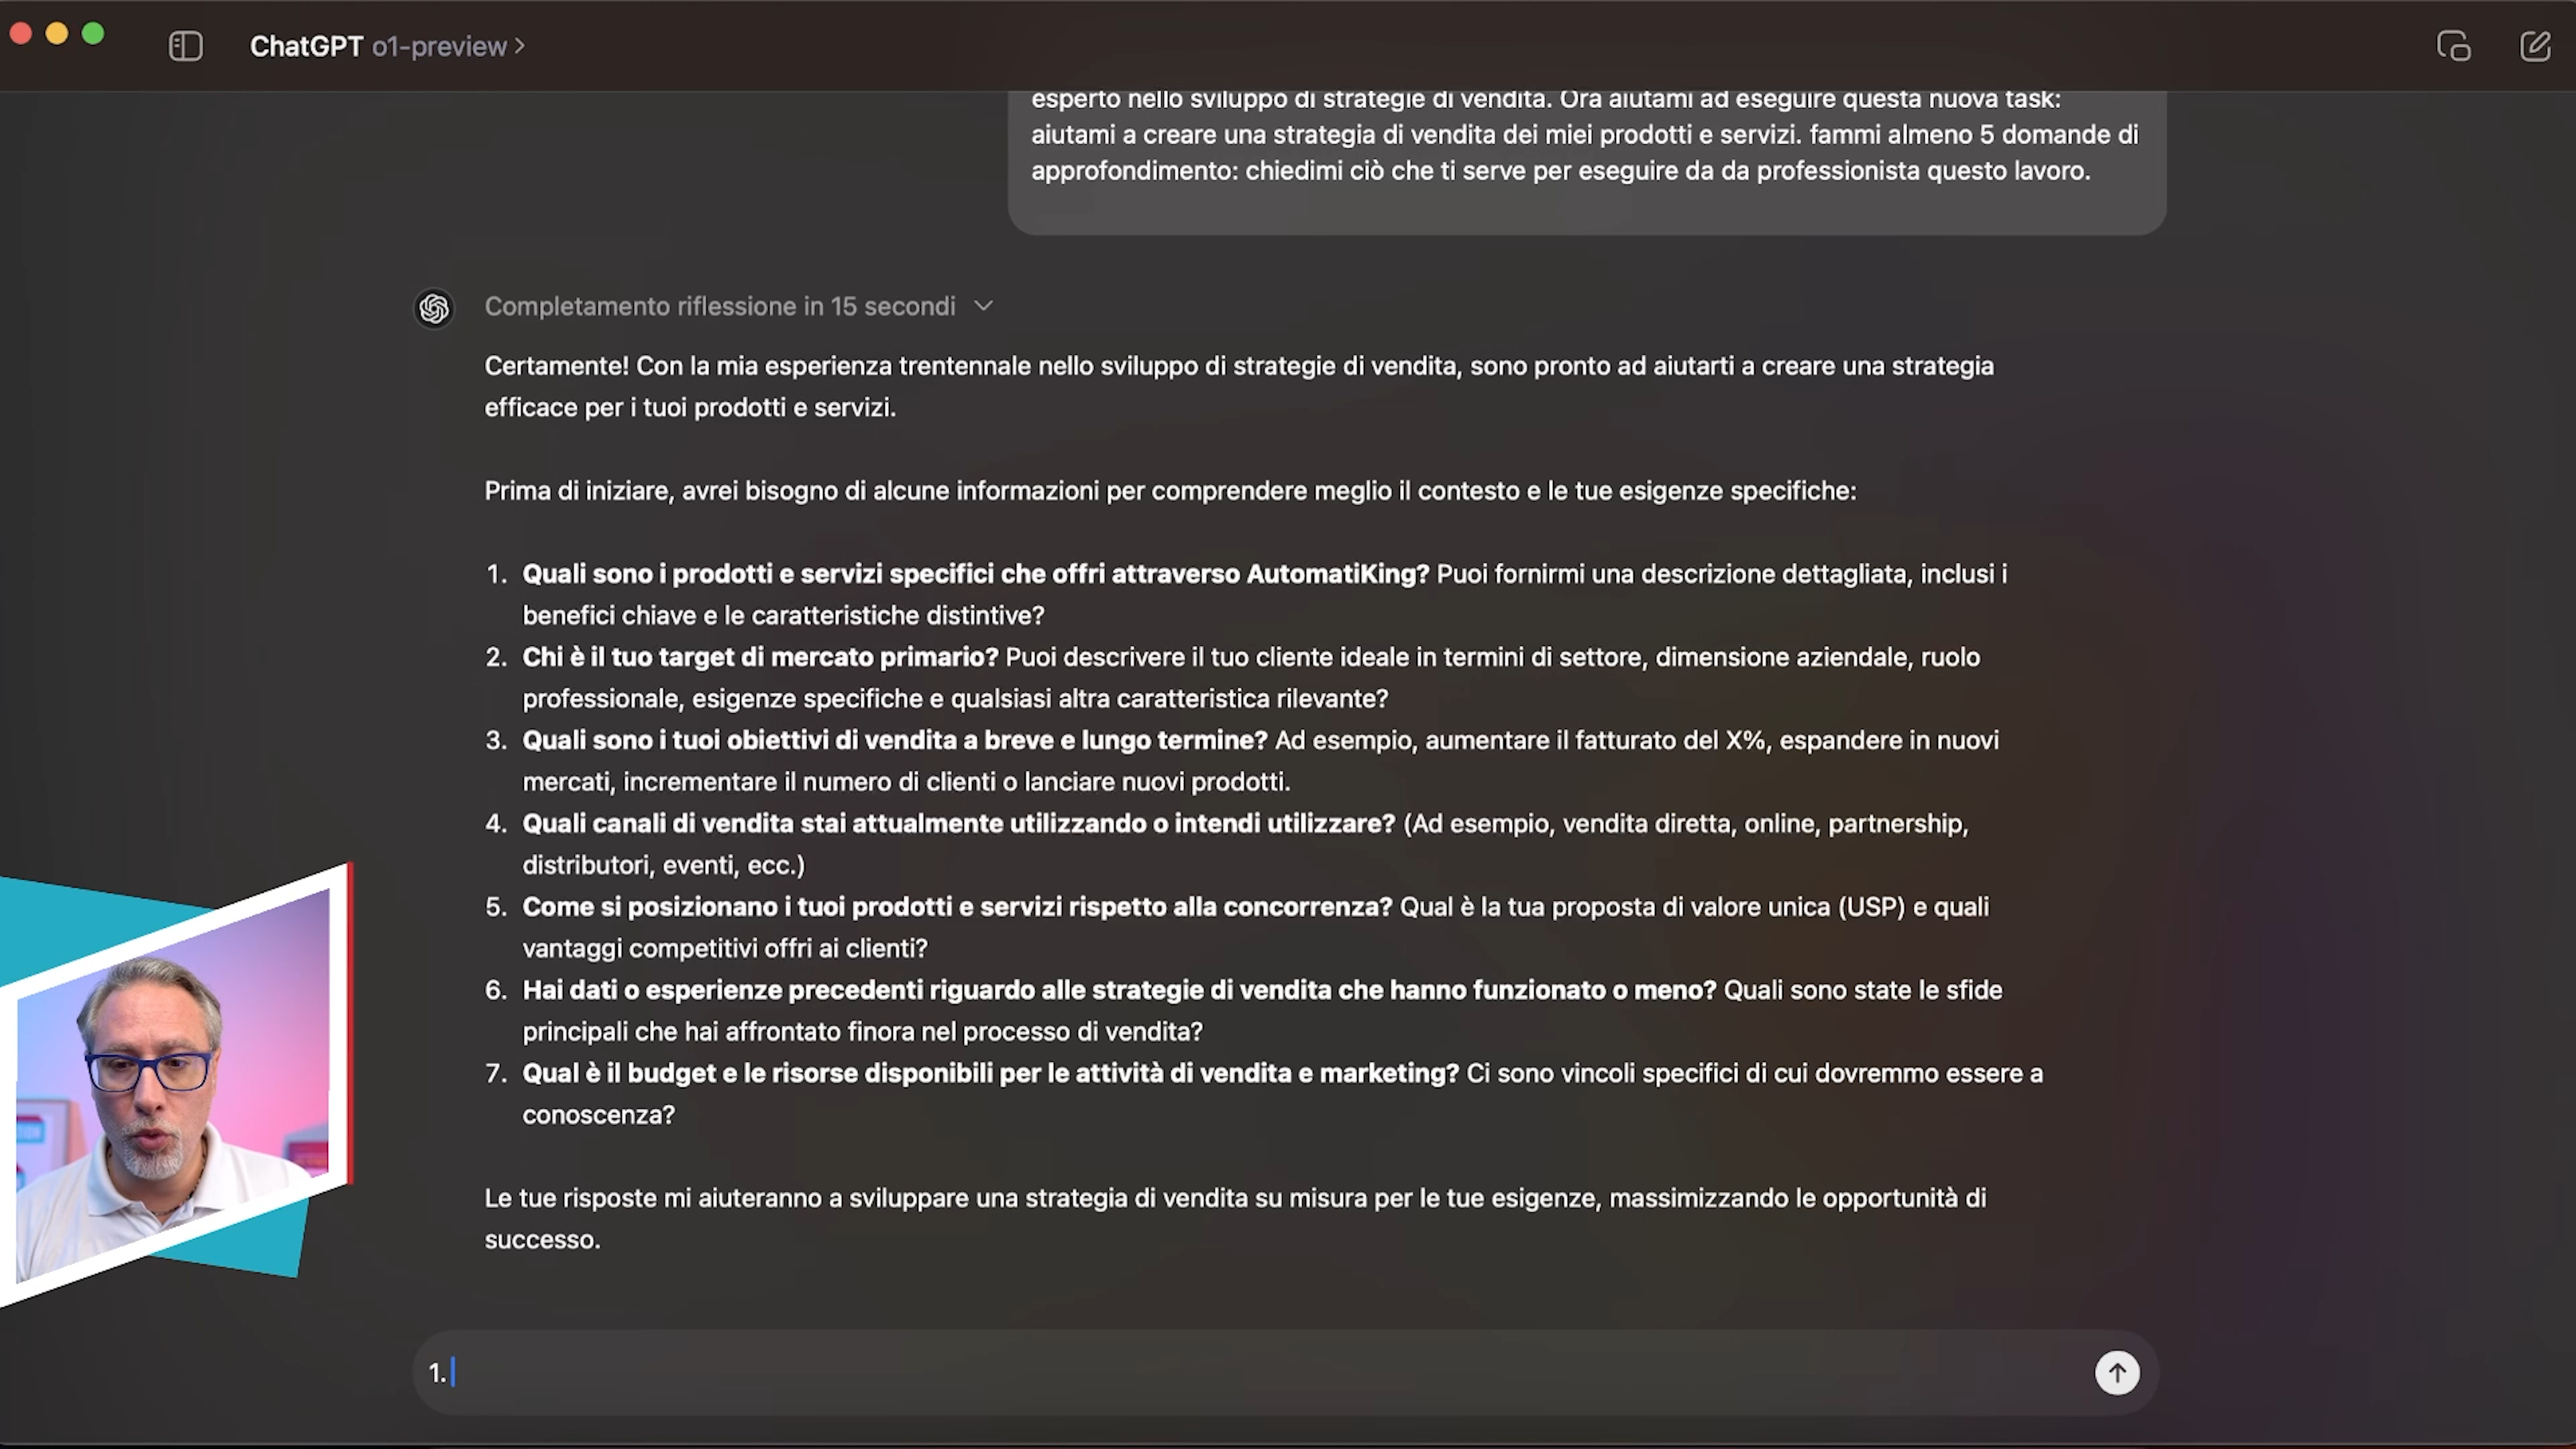 ChatGPT o1-preview >
esperto nello sviluppo di strategie di vendita. Ora aiutami ad eseguire questa nuova task:
aiutami a creare una strategia di vendita dei miei prodotti e servizi. fammi almeno 5 domande di
approfondimento: chiedimi ciò che ti serve per eseguire da da professionista questo lavoro.
Completamento riflessione in 15 secondi
Certamente! Con la mia esperienza trentennale nello sviluppo di strategie di vendita, sono pronto ad aiutarti a creare una strategia
efficace per i tuoi prodotti e servizi.
Prima di iniziare, avrei bisogno di alcune informazioni per comprendere meglio il contesto e le tue esigenze specifiche:
1. Quali sono i prodotti e servizi specifici che offri attraverso AutomatiKing? Puoi fornirmi una descrizione dettagliata, inclusi i
benefici chiave e le caratteristiche distintive?
2. Chi è il tuo target di mercato primario? Puoi descrivere il tuo cliente ideale in termini di settore, dimensione aziendale, ruolo
professionale, esigenze specifiche e qualsiasi altra caratteristica rilevante?
3. Quali sono i tuoi obiettivi di vendita a breve e lungo termine? Ad esempio, aumentare il fatturato del X%, espandere in nuovi
mercati, incrementare il numero di clienti o lanciare nuovi prodotti.
4. Quali canali di vendita stai attualmente utilizzando o intendi utilizzare? (Ad esempio, vendita diretta, online, partnership,
distributori, eventi, ecc.)
5. Come si posizionano i tuoi prodotti e servizi rispetto alla concorrenza? Qual è la tua proposta di valore unica (USP) e quali
vantaggi competitivi offri ai clienti?
6. Hai dati o esperienze precedenti riguardo alle strategie di vendita che hanno funzionato o meno? Quali sono state le sfide
principali che hai affrontato finora nel processo di vendita?
7. Qual è il budget e le risorse disponibili per le attività di vendita e marketing? Ci sono vincoli specifici di cui dovremmo essere a
conoscenza?
Le tue risposte mi aiuteranno a sviluppare una strategia di vendita su misura per le tue esigenze, massimizzando le opportunità di
successo.
1.